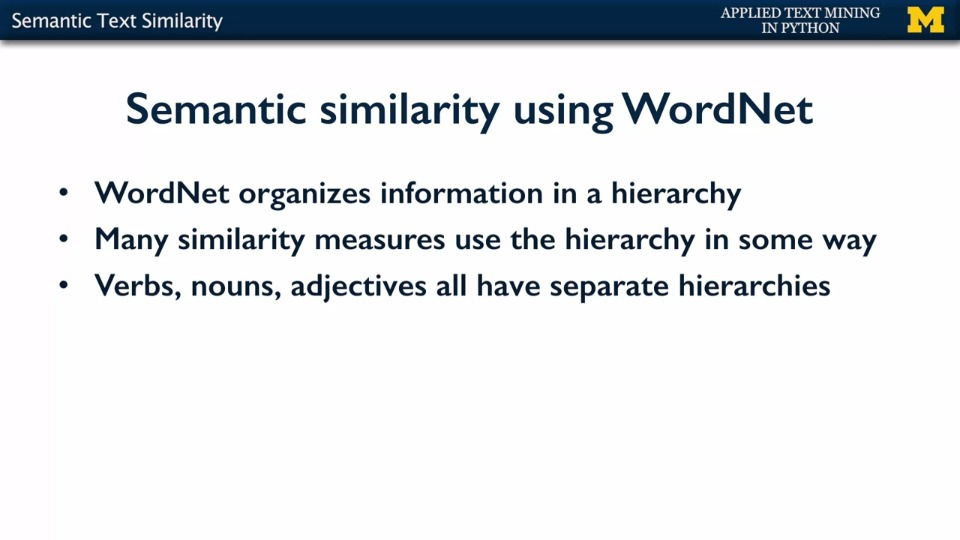 Semantic Text Similarity
APPLIED TEXT MINING
IN PYTHON
M
Semantic similarity using WordNet
• WordNet organizes information in a hierarchy
• Many similarity measures use the hierarchy in some way
• Verbs, nouns, adjectives all have separate hierarchies